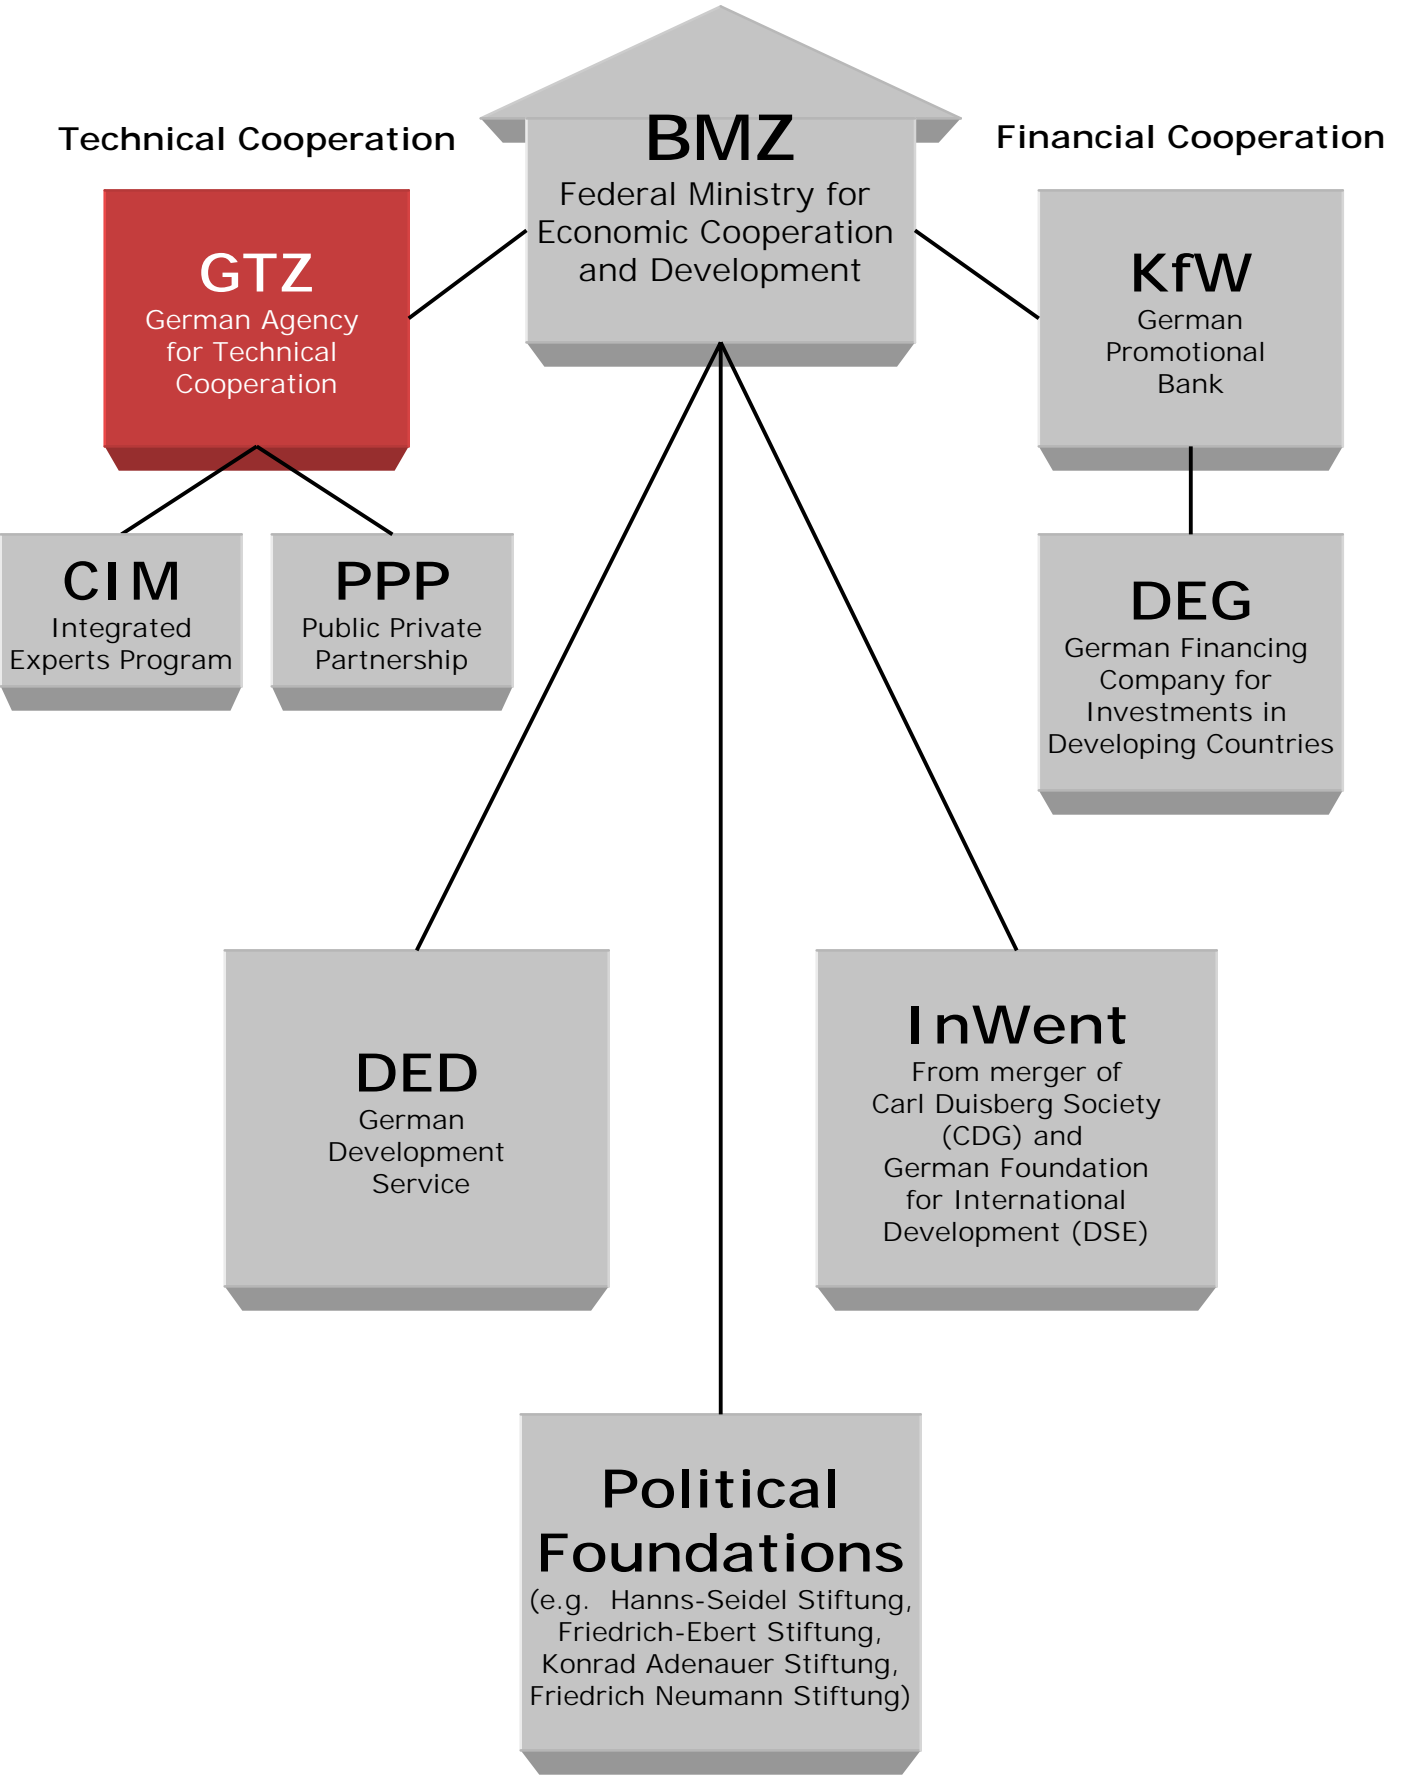 Technical Cooperation
BMZ
Federal Ministry for
Economic Cooperation
and Development
Financial Cooperation
GTZ
German Agency
for Technical
Cooperation
KfW
German
Promotional
Bank
CIM
Integrated
Experts Program
PPP
Public Private
Partnership
DEG
German Financing
Company for
Investments in
Developing Countries
DED
German
Development
Service
InWent
From merger of
Carl Duisberg Society
(CDG) and
German Foundation
for International
Development (DSE)
Political
Foundations
(e.g. Hanns-Seidel Stiftung,
Friedrich-Ebert Stiftung,
Konrad Adenauer Stiftung,
Friedrich Neumann Stiftung)